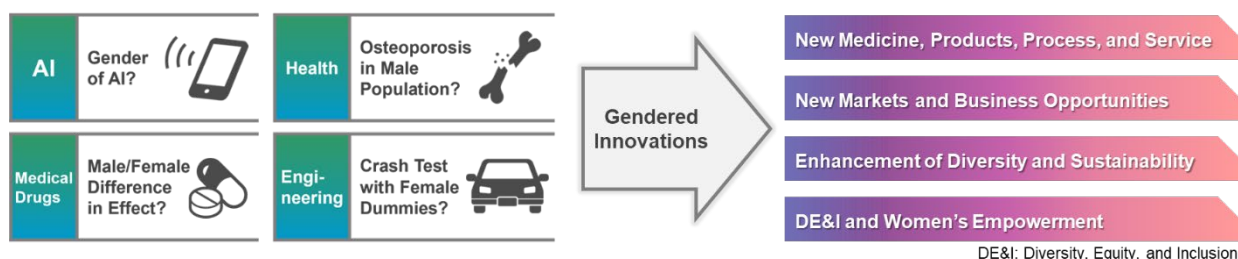 AI
Gender
of AI?
Health
Osteoporosis
in Male
Population?
Medical
Drugs
Male/Female
Difference
in Effect?
Engi-
neering
Crash Test
with Female
Dummies?
Gendered
Innovations
New Medicine, Products, Process, and Service
New Markets and Business Opportunities
Enhancement of Diversity and Sustainability
DE&I and Women's Empowerment
DE&I: Diversity, Equity, and Inclusion